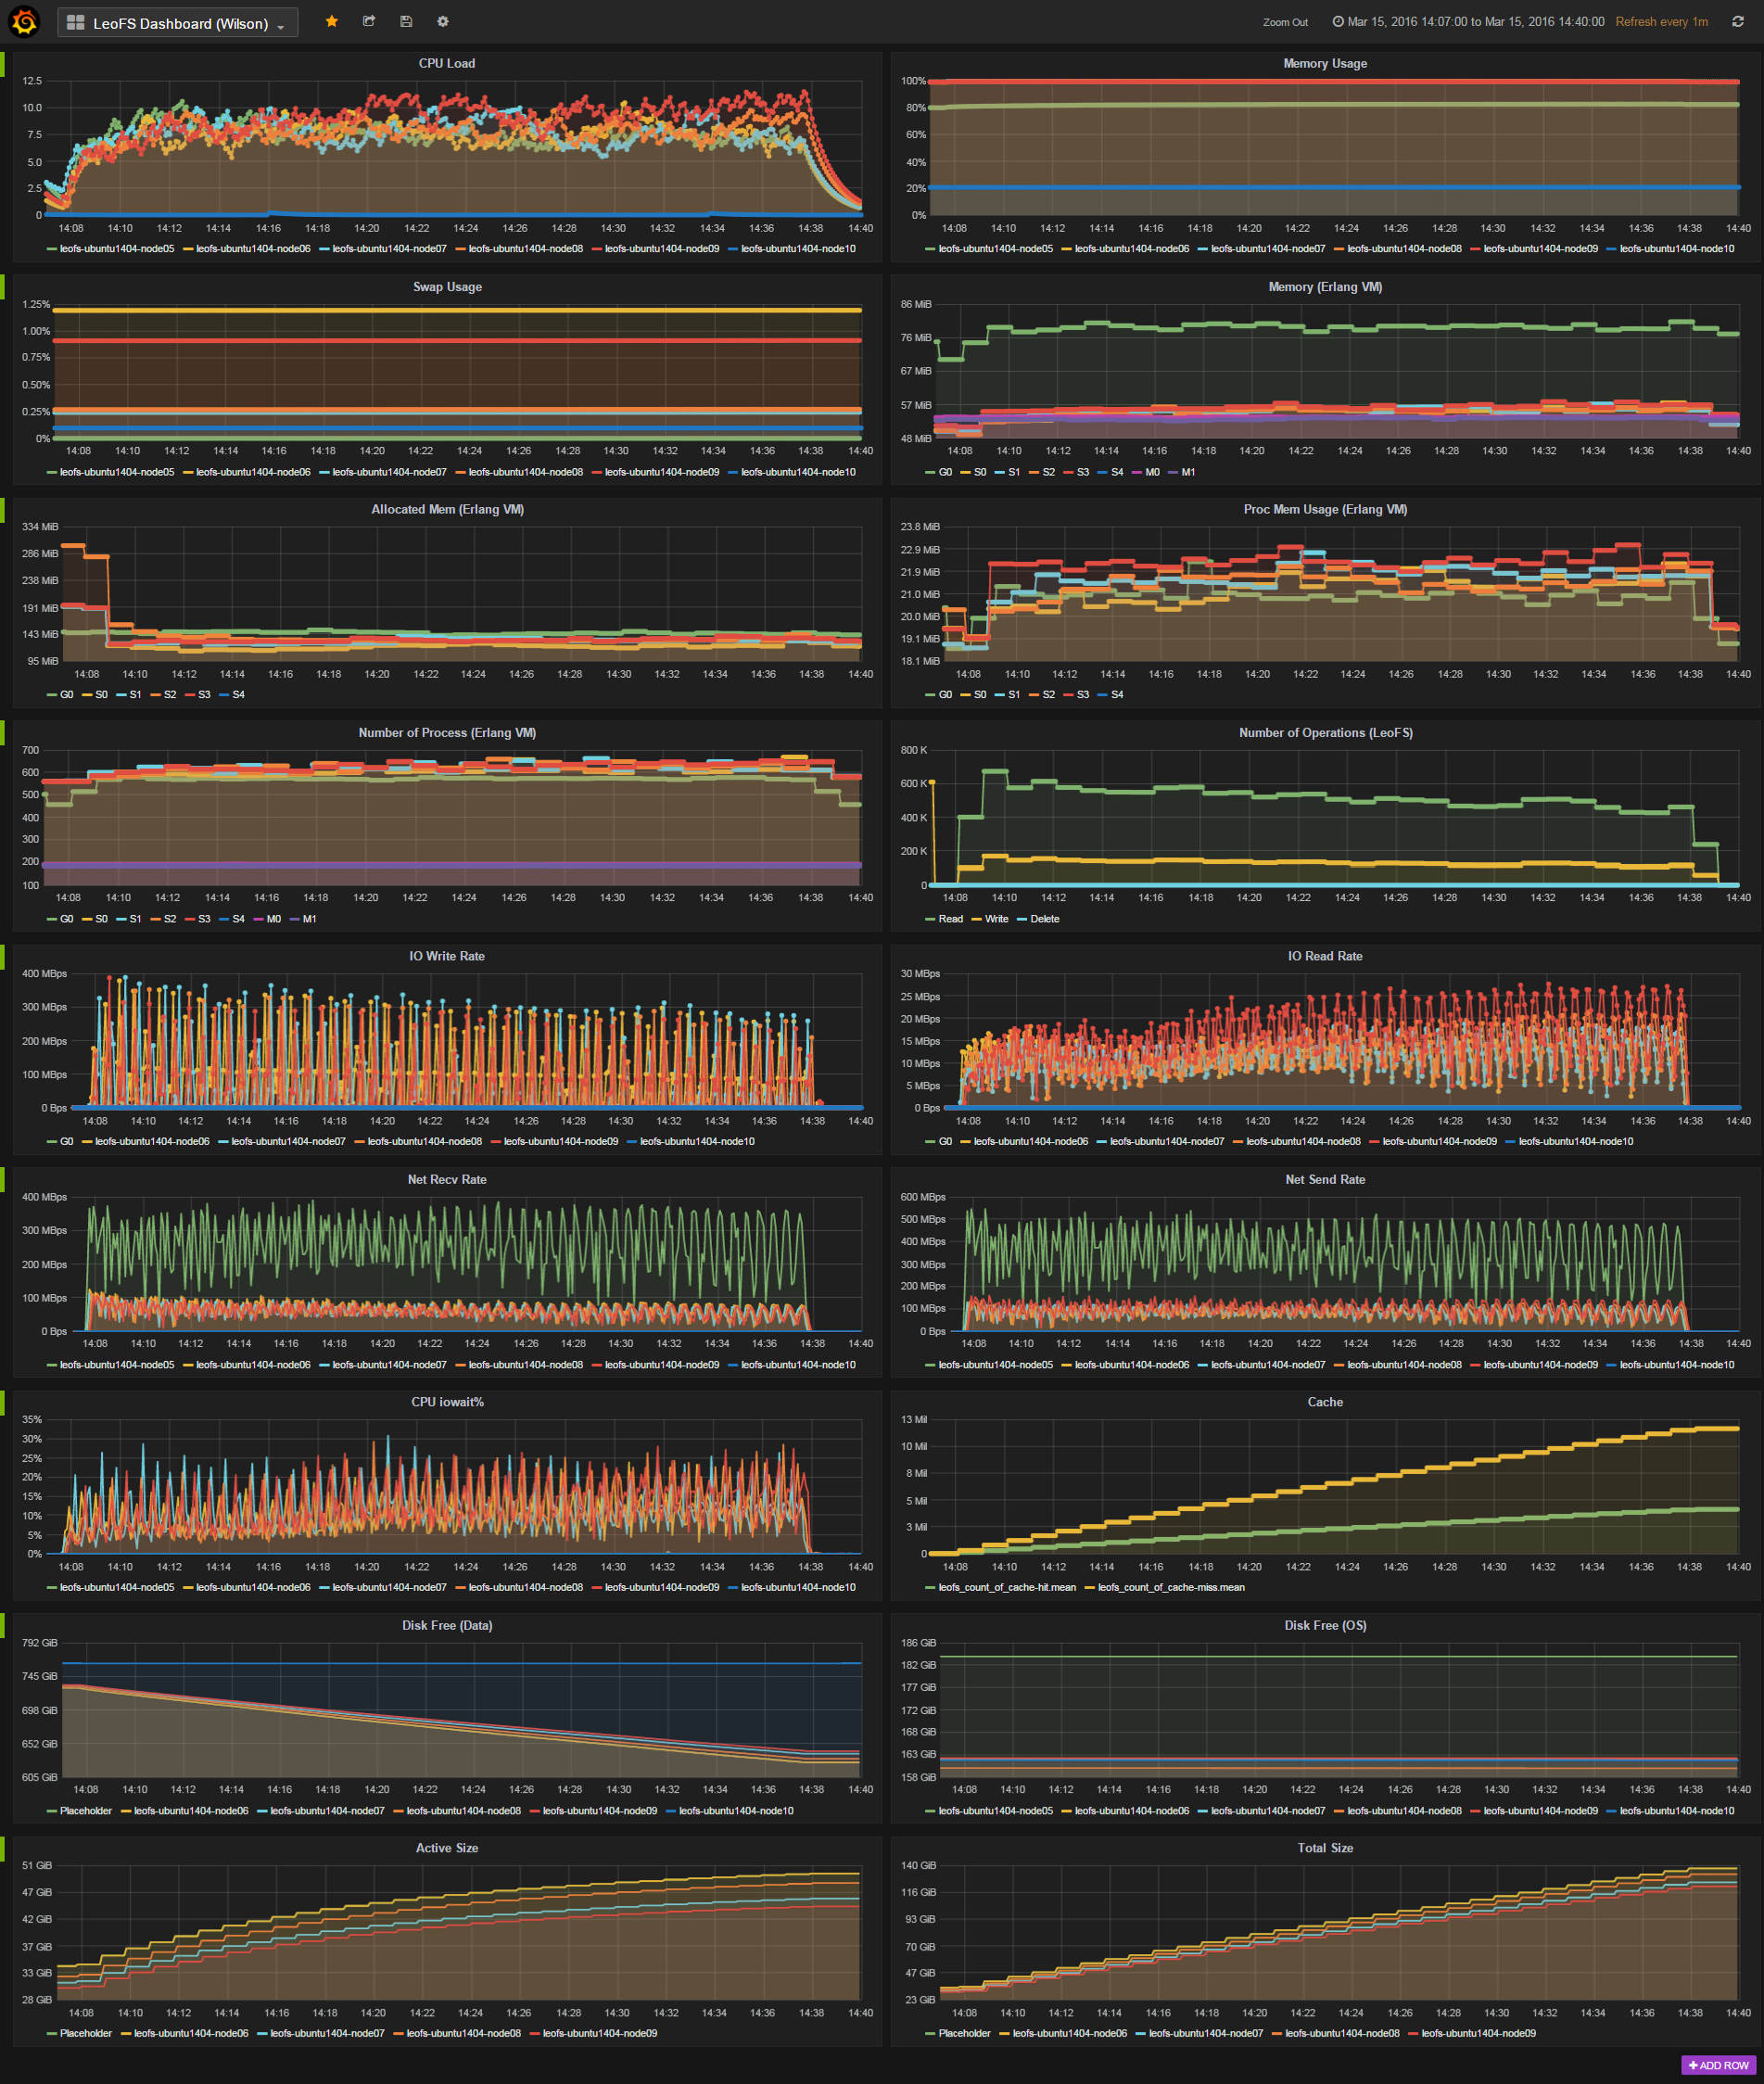 LeoFS Dashboard (Wilson)
Zoom Out Mar 15, 2016 14:07:00 to Mar 15, 2016 14:40:00 Refresh every 1m
CPU Load
12.5
10.0
7.5
5.0
2.5
0
14:08 14:10 14:12 14:14 14:16 14:18 14:20 14:22 14:24 14:26 14:28 14:30 14:32 14:34 14:36 14:38 14:40
leofs-ubuntu1404-node05 leofs-ubuntu1404-node06 leofs-ubuntu1404-node07 leofs-ubuntu1404-node08 leofs-ubuntu1404-node09 leofs-ubuntu1404-node10
Memory Usage
100%
80%
60%
40%
20%
0%
14:08 14:10 14:12 14:14 14:16 14:18 14:20 14:22 14:24 14:26 14:28 14:30 14:32 14:34 14:36 14:38 14:40
leofs-ubuntu1404-node05 leofs-ubuntu1404-node06 leofs-ubuntu1404-node07 leofs-ubuntu1404-node08 leofs-ubuntu1404-node09 leofs-ubuntu1404-node10
Swap Usage
1.25%
1.00%
0.75%
0.50%
0.25%
0%
14:08 14:10 14:12 14:14 14:16 14:18 14:20 14:22 14:24 14:26 14:28 14:30 14:32 14:34 14:36 14:38 14:40
leofs-ubuntu1404-node05 leofs-ubuntu1404-node06 leofs-ubuntu1404-node07 leofs-ubuntu1404-node08 leofs-ubuntu1404-node09 leofs-ubuntu1404-node10
Memory (Erlang VM)
86 MiB
76 MiB
67 MiB
57 MiB
48 MiB
14:08 14:10 14:12 14:14 14:16 14:18 14:20 14:22 14:24 14:26 14:28 14:30 14:32 14:34 14:36 14:38 14:40
G0 S0 S1 S2 S3 S4 M0 M1
Allocated Mem (Erlang VM)
334 MiB
286 MiB
238 MiB
191 MiB
143 MiB
95 MiB
14:08 14:10 14:12 14:14 14:16 14:18 14:20 14:22 14:24 14:26 14:28 14:30 14:32 14:34 14:36 14:38 14:40
G0 S0 S1 S2 S3 S4
Proc Mem Usage (Erlang VM)
23.8 MiB
22.9 MiB
21.9 MiB
21.0 MiB
20.0 MiB
19.1 MiB
18.1 MiB
14:08 14:10 14:12 14:14 14:16 14:18 14:20 14:22 14:24 14:26 14:28 14:30 14:32 14:34 14:36 14:38 14:40
G0 S0 S1 S2 S3 S4
Number of Process (Erlang VM)
700
600
500
400
300
200
100
14:08 14:10 14:12 14:14 14:16 14:18 14:20 14:22 14:24 14:26 14:28 14:30 14:32 14:34 14:36 14:38 14:40
G0 S0 S1 S2 S3 S4 M0 M1
Number of Operations (LeoFS)
800 K
600 K
400 K
200 K
0
14:08 14:10 14:12 14:14 14:16 14:18 14:20 14:22 14:24 14:26 14:28 14:30 14:32 14:34 14:36 14:38 14:40
Read Write Delete
IO Write Rate
400 MBps
300 MBps
200 MBps
100 MBps
0 Bps
14:08 14:10 14:12 14:14 14:16 14:18 14:20 14:22 14:24 14:26 14:28 14:30 14:32 14:34 14:36 14:38 14:40
G0 leofs-ubuntu1404-node06 leofs-ubuntu1404-node07 leofs-ubuntu1404-node08 leofs-ubuntu1404-node09 leofs-ubuntu1404-node10
IO Read Rate
30 MBps
25 MBps
20 MBps
15 MBps
10 MBps
5 MBps
0 Bps
14:08 14:10 14:12 14:14 14:16 14:18 14:20 14:22 14:24 14:26 14:28 14:30 14:32 14:34 14:36 14:38 14:40
G0 leofs-ubuntu1404-node06 leofs-ubuntu1404-node07 leofs-ubuntu1404-node08 leofs-ubuntu1404-node09 leofs-ubuntu1404-node10
Net Recv Rate
400 MBps
300 MBps
200 MBps
100 MBps
0 Bps
14:08 14:10 14:12 14:14 14:16 14:18 14:20 14:22 14:24 14:26 14:28 14:30 14:32 14:34 14:36 14:38 14:40
leofs-ubuntu1404-node05 leofs-ubuntu1404-node06 leofs-ubuntu1404-node07 leofs-ubuntu1404-node08 leofs-ubuntu1404-node09 leofs-ubuntu1404-node10
Net Send Rate
600 MBps
500 MBps
400 MBps
300 MBps
200 MBps
100 MBps
0 Bps
14:08 14:10 14:12 14:14 14:16 14:18 14:20 14:22 14:24 14:26 14:28 14:30 14:32 14:34 14:36 14:38 14:40
leofs-ubuntu1404-node05 leofs-ubuntu1404-node06 leofs-ubuntu1404-node07 leofs-ubuntu1404-node08 leofs-ubuntu1404-node09 leofs-ubuntu1404-node10
CPU iowait%
35%
30%
25%
20%
15%
10%
5%
0%
14:08 14:10 14:12 14:14 14:16 14:18 14:20 14:22 14:24 14:26 14:28 14:30 14:32 14:34 14:36 14:38 14:40
leofs-ubuntu1404-node05 leofs-ubuntu1404-node06 leofs-ubuntu1404-node07 leofs-ubuntu1404-node08 leofs-ubuntu1404-node09 leofs-ubuntu1404-node10
Cache
13 Mil
10 Mil
8 Mil
5 Mil
3 Mil
0
14:08 14:10 14:12 14:14 14:16 14:18 14:20 14:22 14:24 14:26 14:28 14:30 14:32 14:34 14:36 14:38 14:40
leofs_count_of_cache-hit.mean leofs_count_of_cache-miss.mean
Disk Free (Data)
792 GiB
745 GiB
698 GiB
652 GiB
605 GiB
14:08 14:10 14:12 14:14 14:16 14:18 14:20 14:22 14:24 14:26 14:28 14:30 14:32 14:34 14:36 14:38 14:40
Placeholder leofs-ubuntu1404-node06 leofs-ubuntu1404-node07 leofs-ubuntu1404-node08 leofs-ubuntu1404-node09 leofs-ubuntu1404-node10
Disk Free (OS)
186 GiB
182 GiB
177 GiB
172 GiB
168 GiB
163 GiB
158 GiB
14:08 14:10 14:12 14:14 14:16 14:18 14:20 14:22 14:24 14:26 14:28 14:30 14:32 14:34 14:36 14:38 14:40
leofs-ubuntu1404-node05 leofs-ubuntu1404-node06 leofs-ubuntu1404-node07 leofs-ubuntu1404-node08 leofs-ubuntu1404-node09 leofs-ubuntu1404-node10
Active Size
51 GiB
47 GiB
42 GiB
37 GiB
33 GiB
28 GiB
14:08 14:10 14:12 14:14 14:16 14:18 14:20 14:22 14:24 14:26 14:28 14:30 14:32 14:34 14:36 14:38 14:40
Placeholder leofs-ubuntu1404-node06 leofs-ubuntu1404-node07 leofs-ubuntu1404-node08 leofs-ubuntu1404-node09
Total Size
140 GiB
116 GiB
93 GiB
70 GiB
47 GiB
23 GiB
14:08 14:10 14:12 14:14 14:16 14:18 14:20 14:22 14:24 14:26 14:28 14:30 14:32 14:34 14:36 14:38 14:40
Placeholder leofs-ubuntu1404-node06 leofs-ubuntu1404-node07 leofs-ubuntu1404-node08 leofs-ubuntu1404-node09
ADD ROW